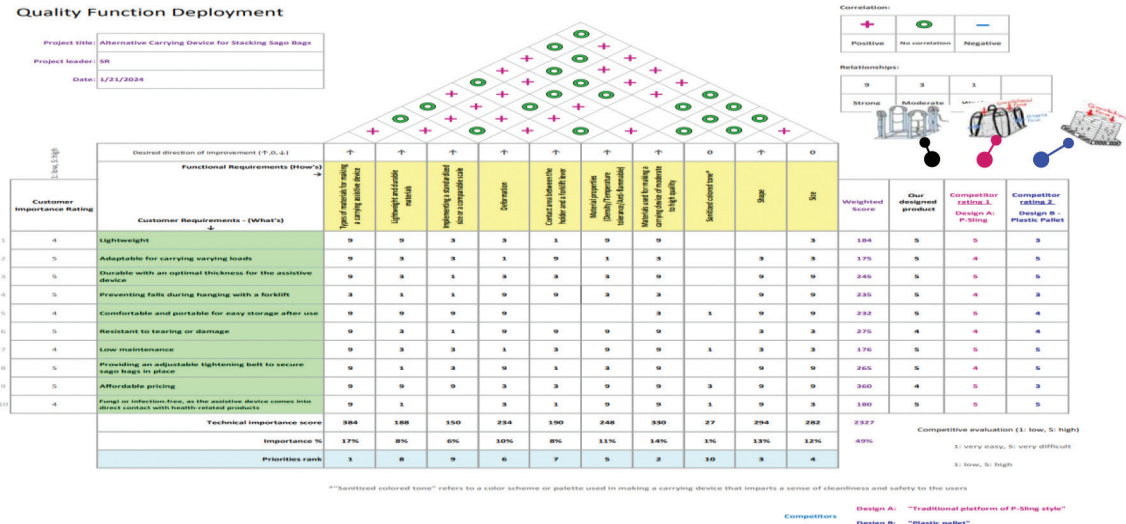 Quality Function Deployment
Project title: Alternative Carrying Device for Stacking Sago Bags
Project leader: SR
Date: 1/21/2024
Correlation:
Positive No correlation Negative
Relationships:
9 3 1
Strong Moderate
1: low, 5: high
Desired direction of improvement (↑,0,↓) ↑ ↑ ↑ ↑ ↑ ↑ ↑ 0 ↑ 0
Functional Requirements (How's) →
Customer Requirements - (What's) ↓
Customer Importance Rating
Types of materials for making a carrying assistive device
Lightweight and durable materials
Implementing a standardized size or a comparable scale
Deformation
Contact area between the holder and a forklift lever
Material properties (Density/Temperature tolerance/Anti-flammable)
Materials used for making a carrying device of moderate to high quality
Sanitized colored tone*
Shape
Size
Weighted Score
Our designed product
Competitor rating 1 Design A: P-Sling
Competitor rating 2 Design B - Plastic Pallet
1 4 Lightweight 9 9 3 3 1 9 9 3 184 5 5 3
2 5 Adaptable for carrying varying loads 9 3 3 1 9 1 3 3 3 175 5 4 5
3 5 Durable with an optimal thickness for the assistive device 9 3 1 3 3 3 9 9 9 245 5 5 5
4 5 Preventing falls during hanging with a forklift 3 1 1 9 9 3 3 9 9 235 5 4 3
5 4 Comfortable and portable for easy storage after use 9 9 9 9 3 1 9 9 232 5 5 4
6 5 Resistant to tearing or damage 9 3 1 9 9 9 9 3 3 275 4 4 4
7 4 Low maintenance 9 3 3 1 3 9 9 1 3 3 176 5 5 5
8 5 Providing an adjustable tightening belt to secure sago bags in place 9 1 3 9 1 3 9 9 9 265 5 4 5
9 5 Affordable pricing 9 9 9 3 3 9 9 3 9 9 360 4 5 3
10 4 Fungi or infection-free, as the assistive device comes into direct contact with health-related products 9 1 3 1 9 9 1 9 3 180 5 5 5
Technical importance score 384 188 150 234 190 248 330 27 294 282 2327
Importance % 17% 8% 6% 10% 8% 11% 14% 1% 13% 12% 49%
Priorities rank 1 8 9 6 7 5 2 10 3 4
Competitive evaluation (1: low, 5: high)
1: very easy, 5: very difficult
1: low, 5: high
*"Sanitized colored tone" refers to a color scheme or palette used in making a carrying device that imparts a sense of cleanliness and safety to the users
Competitors Design A: "Traditional platform of P-Sling style"
Design B: "Plastic pallet"